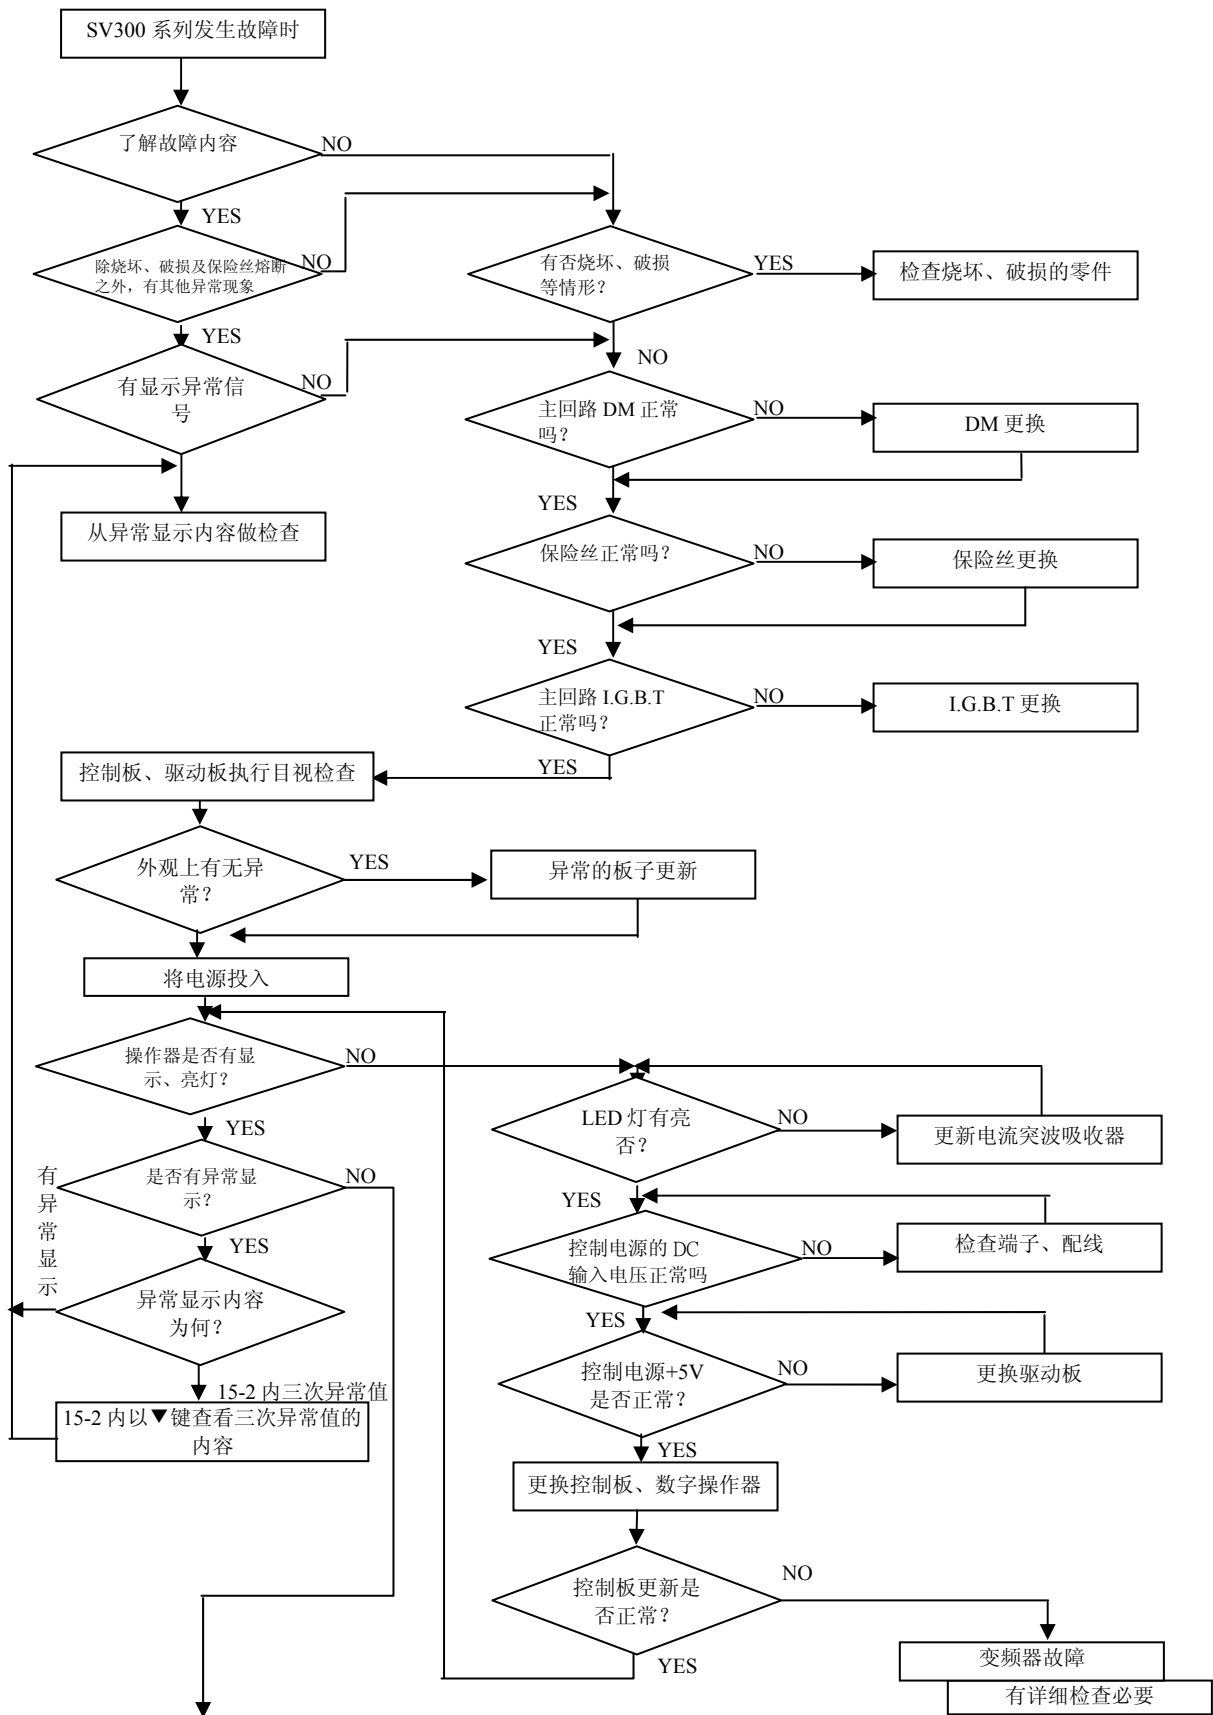 SV300 系列发生故障时
了解故障内容
NO
YES
除烧坏、破损及保险丝熔断
之外，有其他异常现象
NO
有否烧坏、破损
等情形？
YES
检查烧坏、破损的零件
YES
NO
有显示异常信
号
NO
主回路 DM 正常
吗？
NO
DM 更换
YES
从异常显示内容做检查
保险丝正常吗？
NO
保险丝更换
YES
主回路 I.G.B.T
正常吗？
NO
I.G.B.T 更换
YES
控制板、驱动板执行目视检查
外观上有无异
常？
YES
异常的板子更新
将电源投入
操作器是否有显
示、亮灯？
NO
LED 灯有亮
否？
NO
更新电流突波吸收器
YES
是否有异常显
示？
NO
有
异
常
显
示
YES
YES
控制电源的 DC
输入电压正常吗
NO
检查端子、配线
异常显示内容
为何？
YES
控制电源+5V
是否正常？
NO
更换驱动板
15-2 内三次异常值
15-2 内以▼键查看三次异常值的
内容
YES
更换控制板、数字操作器
控制板更新是
否正常？
NO
YES
变频器故障
有详细检查必要